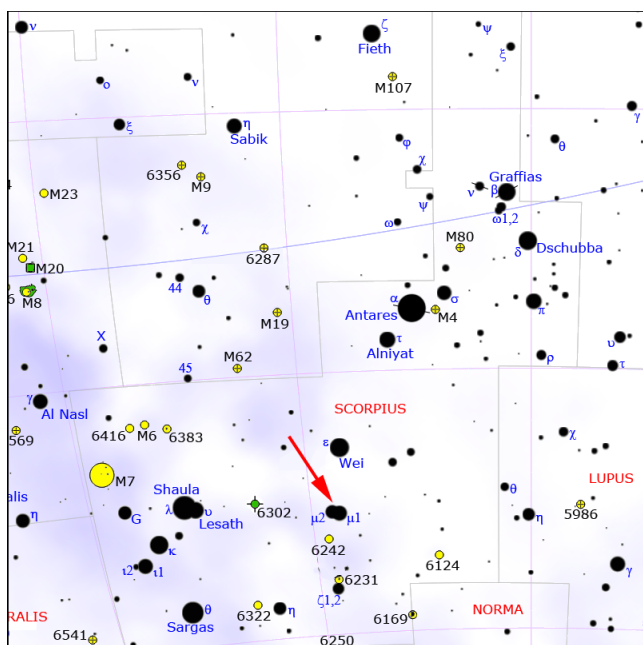 ν
ζ
Fieth
ψ
ξ
ο
ν
M107
γ
ξ
η
Sabik
φ
θ
6356
M9
χ
Graffias
ν
β
M23
ψ
ω1,2
χ
ω
M21
6287
M80
δ
Dschubba
M20
44
θ
α
σ
M8
Antares
M4
π
M19
X
Alniyat
τ
υ
ρ
τ
M62
45
γ
Al Nasl
SCORPIUS
569
6416
M6
6383
ε
Wei
χ
M7
LUPUS
Shaula
λ
υ
Lesath
6302
θ
alis
η
G
μ2
μ1
η
5986
6242
κ
6124
ι2
ι1
6231
γ
ζ1,2
RALIS
θ
Sargas
6322
η
6169
NORMA
6541
6250